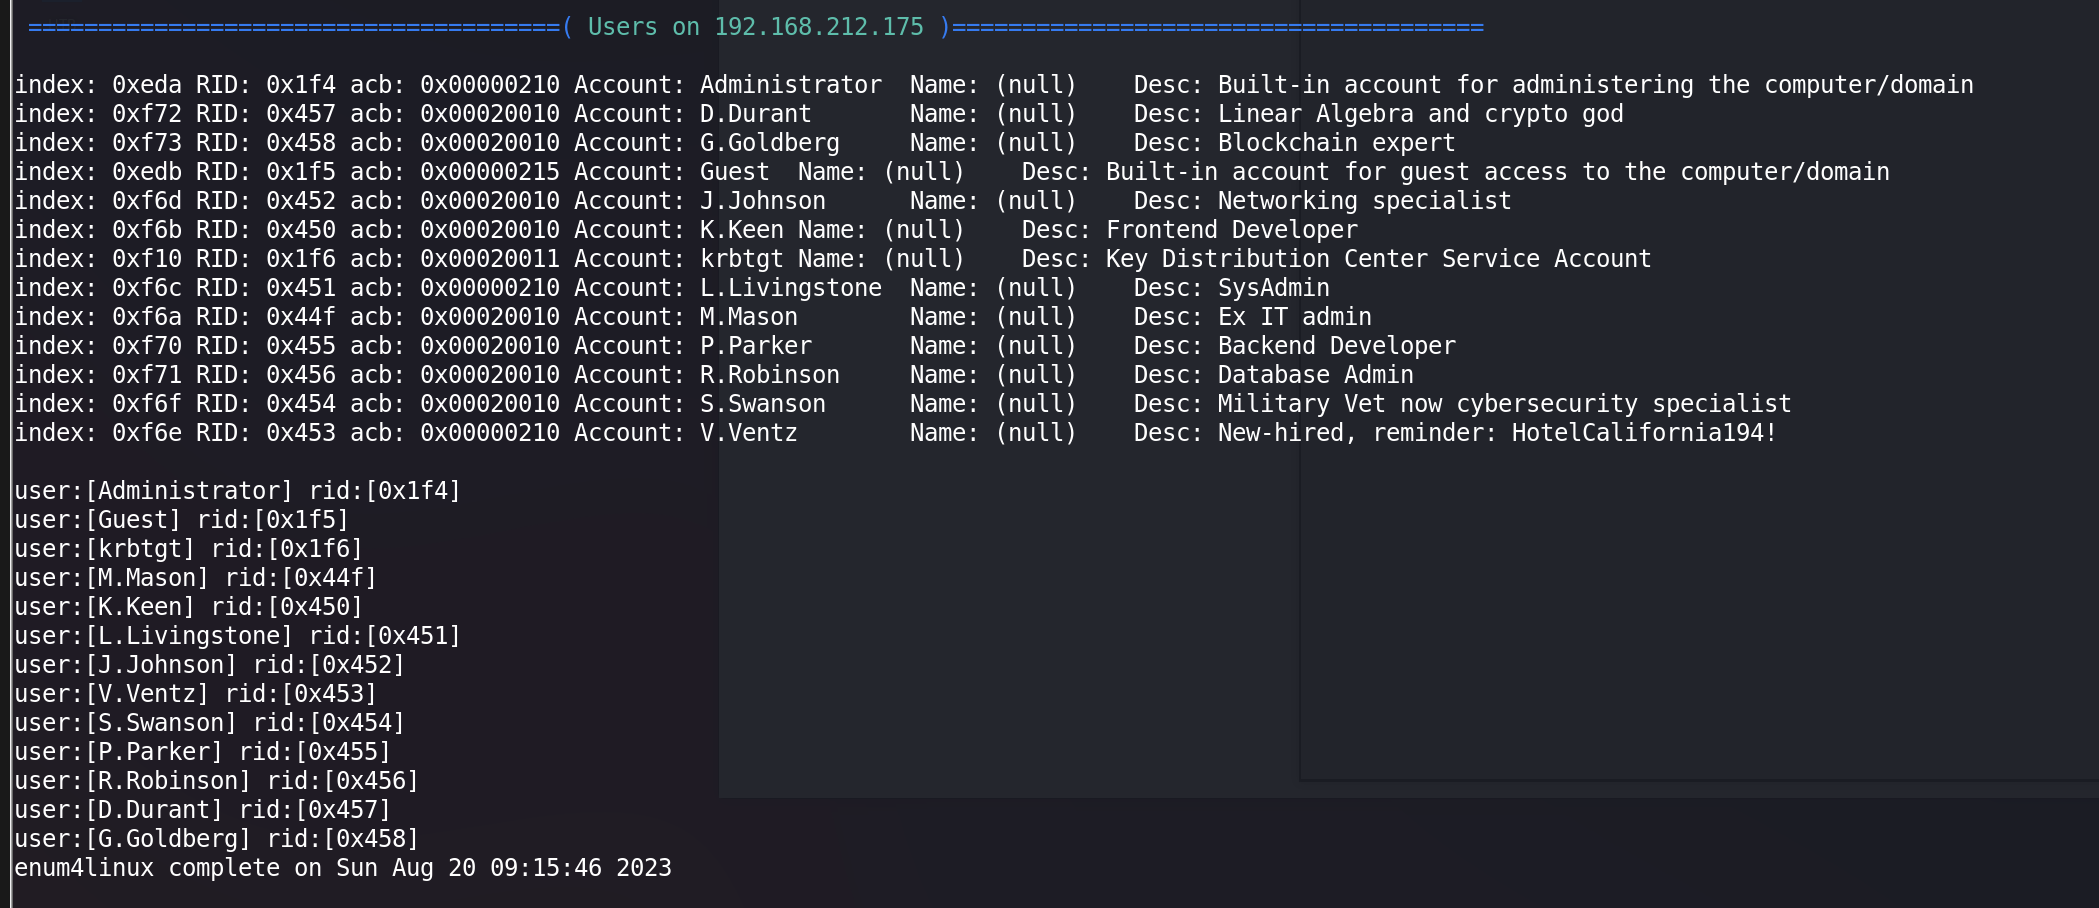 ======================================( Users on 192.168.212.175 )======================================
index: 0xeda RID: 0x1f4 acb: 0x00000210 Account: Administrator  Name: (null)    Desc: Built-in account for administering the computer/domain
index: 0xf72 RID: 0x457 acb: 0x00020010 Account: D.Durant       Name: (null)    Desc: Linear Algebra and crypto god
index: 0xf73 RID: 0x458 acb: 0x00020010 Account: G.Goldberg     Name: (null)    Desc: Blockchain expert
index: 0xedb RID: 0x1f5 acb: 0x00000215 Account: Guest  Name: (null)    Desc: Built-in account for guest access to the computer/domain
index: 0xf6d RID: 0x452 acb: 0x00020010 Account: J.Johnson      Name: (null)    Desc: Networking specialist
index: 0xf6b RID: 0x450 acb: 0x00020010 Account: K.Keen Name: (null)    Desc: Frontend Developer
index: 0xf10 RID: 0x1f6 acb: 0x00020011 Account: krbtgt Name: (null)    Desc: Key Distribution Center Service Account
index: 0xf6c RID: 0x451 acb: 0x00000210 Account: L.Livingstone  Name: (null)    Desc: SysAdmin
index: 0xf6a RID: 0x44f acb: 0x00020010 Account: M.Mason        Name: (null)    Desc: Ex IT admin
index: 0xf70 RID: 0x455 acb: 0x00020010 Account: P.Parker       Name: (null)    Desc: Backend Developer
index: 0xf71 RID: 0x456 acb: 0x00020010 Account: R.Robinson     Name: (null)    Desc: Database Admin
index: 0xf6f RID: 0x454 acb: 0x00020010 Account: S.Swanson      Name: (null)    Desc: Military Vet now cybersecurity specialist
index: 0xf6e RID: 0x453 acb: 0x00000210 Account: V.Ventz        Name: (null)    Desc: New-hired, reminder: HotelCalifornia194!
user:[Administrator] rid:[0x1f4]
user:[Guest] rid:[0x1f5]
user:[krbtgt] rid:[0x1f6]
user:[M.Mason] rid:[0x44f]
user:[K.Keen] rid:[0x450]
user:[L.Livingstone] rid:[0x451]
user:[J.Johnson] rid:[0x452]
user:[V.Ventz] rid:[0x453]
user:[S.Swanson] rid:[0x454]
user:[P.Parker] rid:[0x455]
user:[R.Robinson] rid:[0x456]
user:[D.Durant] rid:[0x457]
user:[G.Goldberg] rid:[0x458]
enum4linux complete on Sun Aug 20 09:15:46 2023